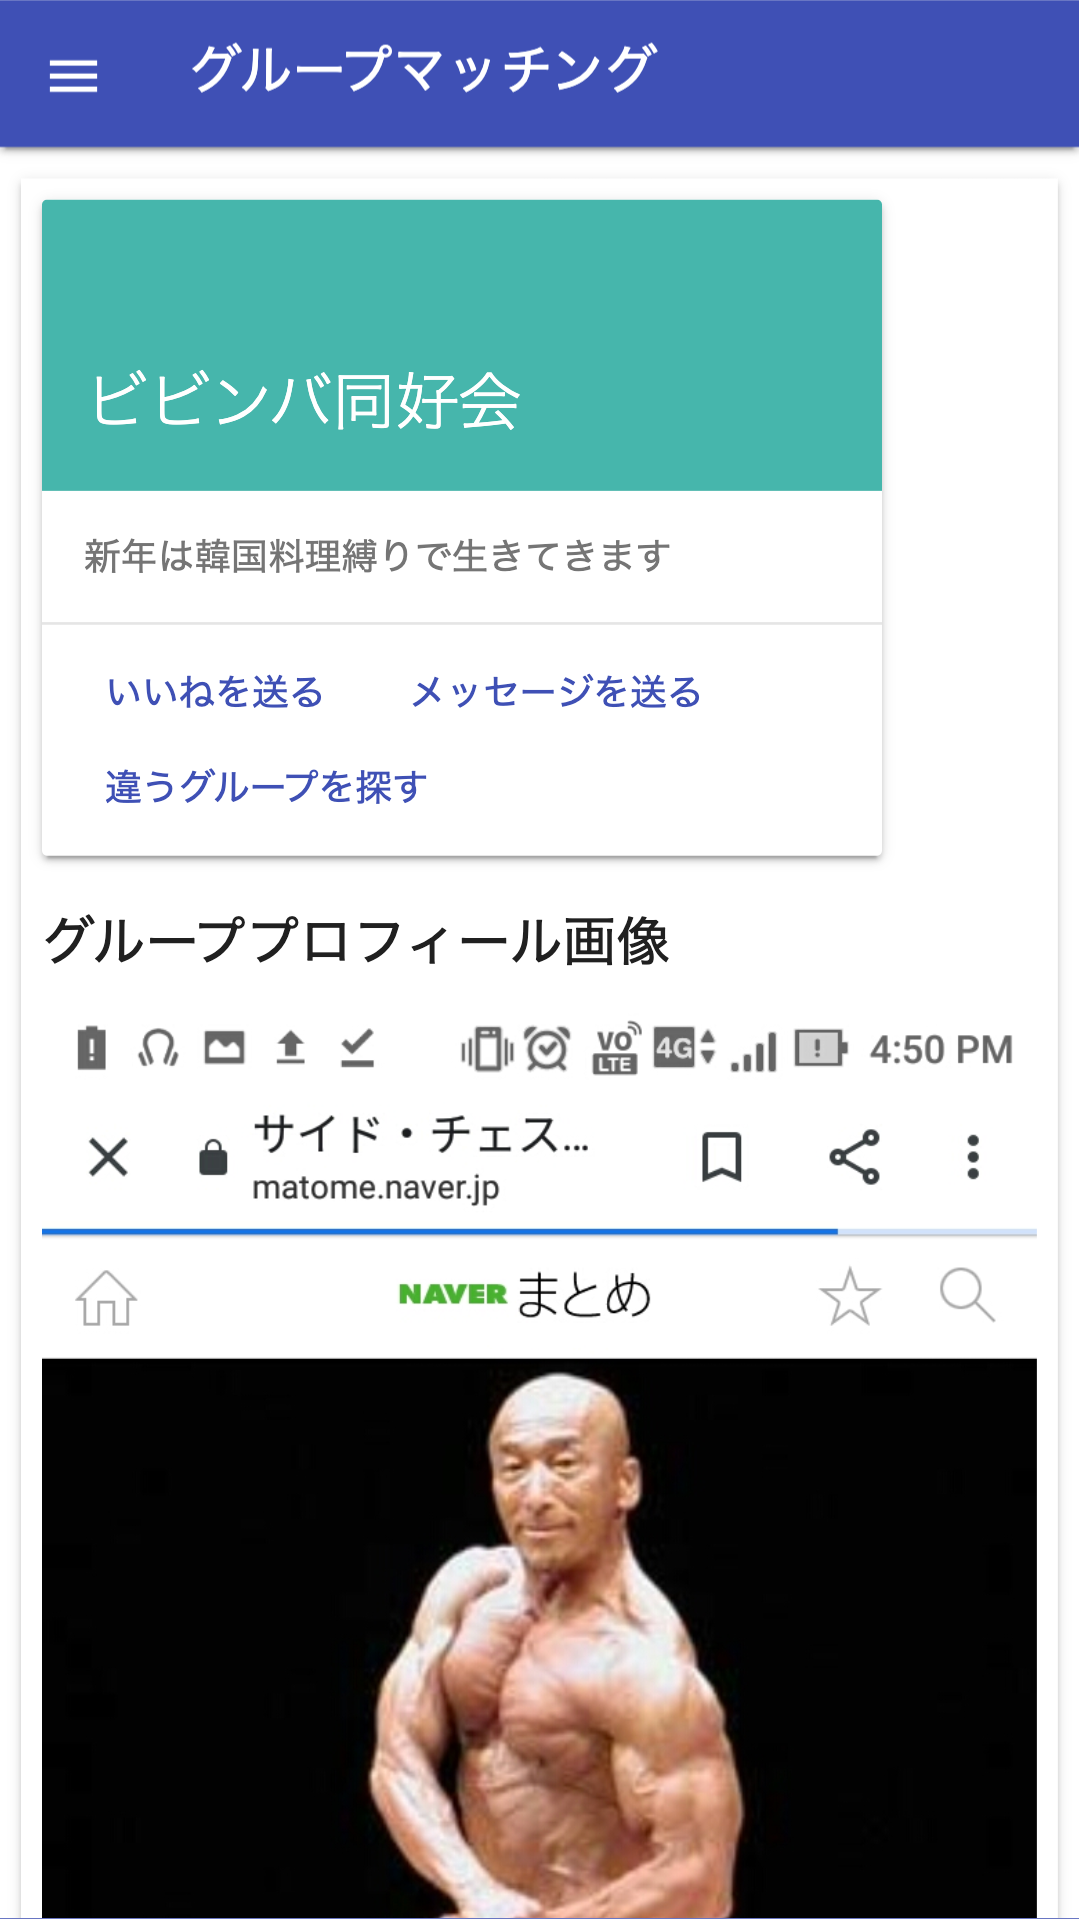 グループマッチング
ビビンバ同好会
新年は韓国料理縛りで生きてきます
いいねを送る メッセージを送る
違うグループを探す
グループプロフィール画像
VO LTE 4G 4:50 PM
サイド・チェス...
matome.naver.jp
NAVER まとめ